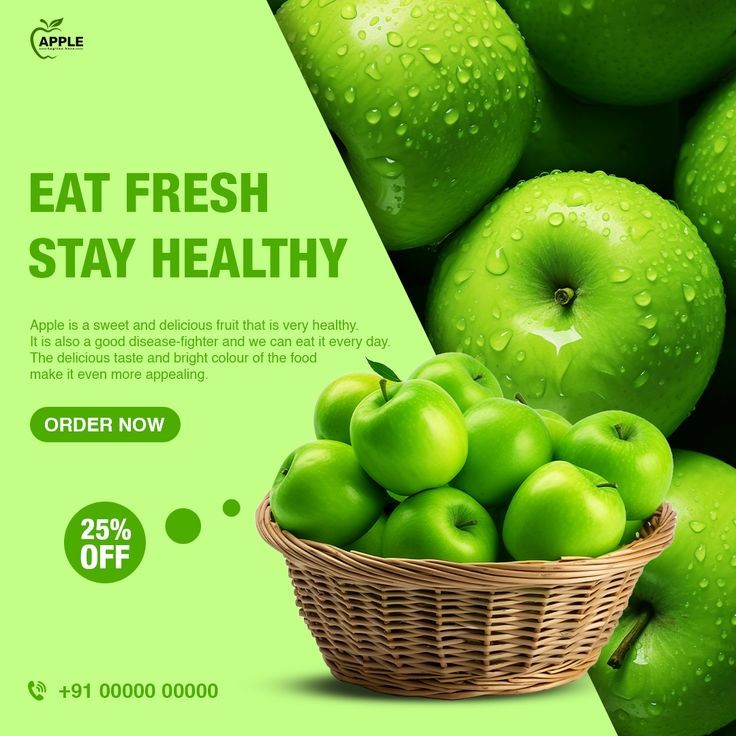 APPLE
tagline here
EAT FRESH
STAY HEALTHY
Apple is a sweet and delicious fruit that is very healthy.
It is also a good disease-fighter and we can eat it every day.
The delicious taste and bright colour of the food
make it even more appealing.
ORDER NOW
25%
OFF
+91 00000 00000